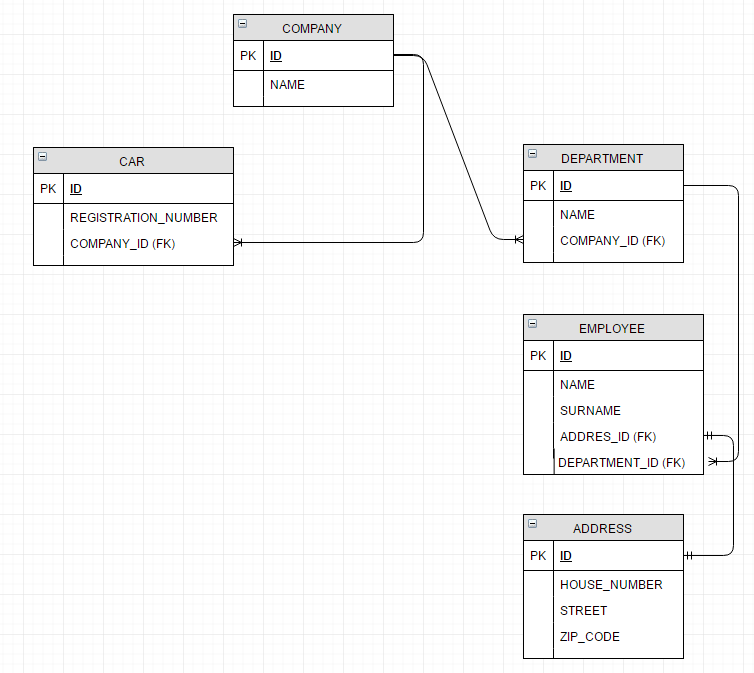 COMPANY
PK ID
NAME
CAR
PK ID
REGISTRATION_NUMBER
COMPANY_ID (FK)
DEPARTMENT
PK ID
NAME
COMPANY_ID (FK)
EMPLOYEE
PK ID
NAME
SURNAME
ADDRES_ID (FK)
DEPARTMENT_ID (FK)
ADDRESS
PK ID
HOUSE_NUMBER
STREET
ZIP_CODE